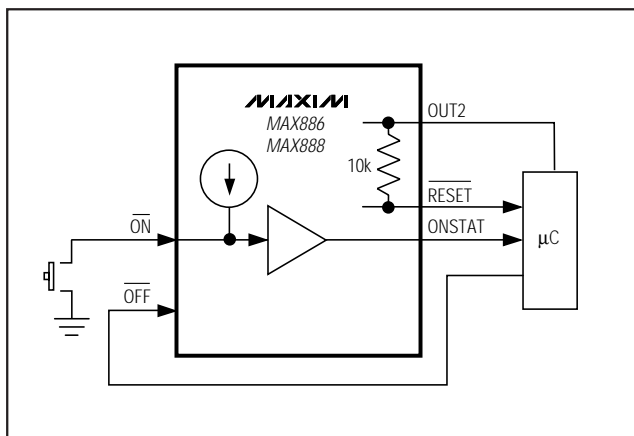 MAXIM
MAX886
MAX888
OUT2
10k
RESET
ONSTAT
μC
ON
OFF